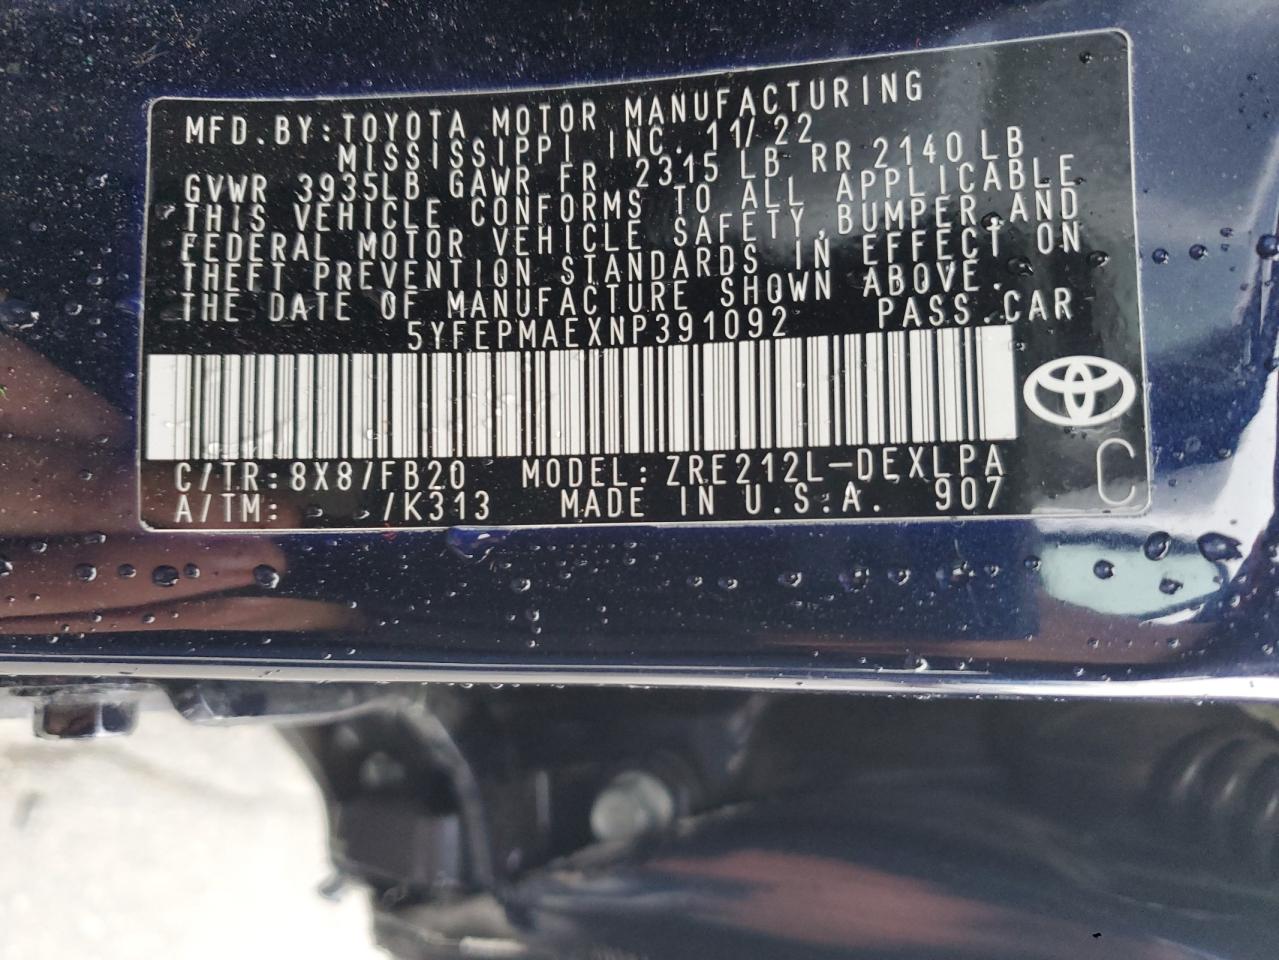 MFD.BY:TOYOTA MOTOR MANUFACTURING
MISSISSIPPI INC. 11/22
GVWR 3935LB GAWR FR 2315 LB RR 2140 LB
THIS VEHICLE CONFORMS TO ALL APPLICABLE
FEDERAL MOTOR VEHICLE SAFETY,BUMPER,AND
THEFT PREVENTION STANDARDS IN EFFECT ON
THE DATE OF MANUFACTURE SHOWN ABOVE.
5YFEPMAEXNP391092 PASS.CAR
C/TR:8X8/FB20 MODEL:ZRE212L-DEXLPA
A/TM: /K313 MADE IN U.S.A. 907
C